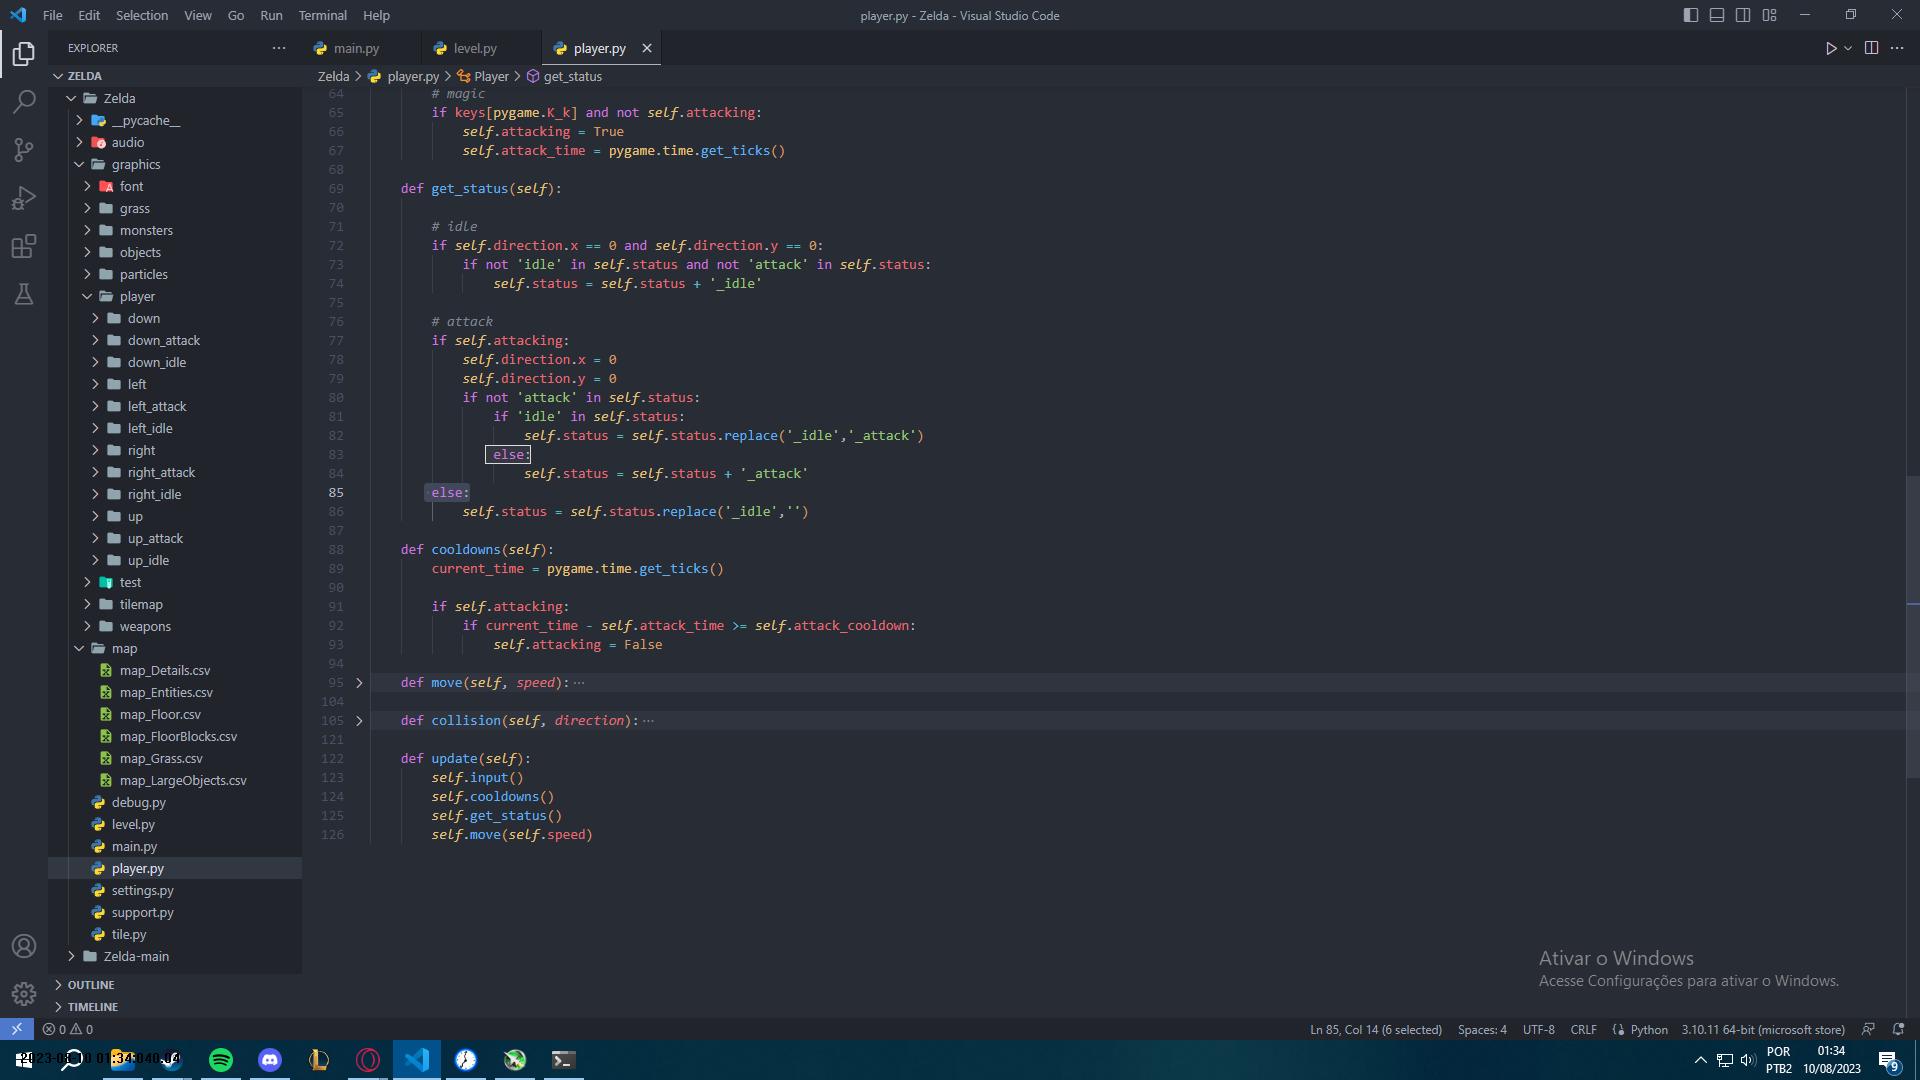 File Edit Selection View Go Run Terminal Help
player.py - Zelda - Visual Studio Code
EXPLORER
main.py
level.py
player.py
ZELDA
Zelda > player.py > Player > get_status
Zelda
__pycache__
audio
graphics
font
grass
monsters
objects
particles
player
down
down_attack
down_idle
left
left_attack
left_idle
right
right_attack
right_idle
up
up_attack
up_idle
test
tilemap
weapons
map
map_Details.csv
map_Entities.csv
map_Floor.csv
map_FloorBlocks.csv
map_Grass.csv
map_LargeObjects.csv
debug.py
level.py
main.py
player.py
settings.py
support.py
tile.py
Zelda-main
OUTLINE
TIMELINE
64 # magic
65 if keys[pygame.K_k] and not self.attacking:
66 self.attacking = True
67 self.attack_time = pygame.time.get_ticks()
68
69 def get_status(self):
70
71 # idle
72 if self.direction.x == 0 and self.direction.y == 0:
73 if not 'idle' in self.status and not 'attack' in self.status:
74 self.status = self.status + '_idle'
75
76 # attack
77 if self.attacking:
78 self.direction.x = 0
79 self.direction.y = 0
80 if not 'attack' in self.status:
81 if 'idle' in self.status:
82 self.status = self.status.replace('_idle','_attack')
83 else:
84 self.status = self.status + '_attack'
85 else:
86 self.status = self.status.replace('_idle','')
87
88 def cooldowns(self):
89 current_time = pygame.time.get_ticks()
90
91 if self.attacking:
92 if current_time - self.attack_time >= self.attack_cooldown:
93 self.attacking = False
94
95 def move(self, speed): ...
104
105 def collision(self, direction): ...
121
122 def update(self):
123 self.input()
124 self.cooldowns()
125 self.get_status()
126 self.move(self.speed)
Ativar o Windows
Acesse Configurações para ativar o Windows.
0 0
Ln 85, Col 14 (6 selected) Spaces: 4 UTF-8 CRLF Python 3.10.11 64-bit (microsoft store)
POR
PTB2
01:34
10/08/2023
9